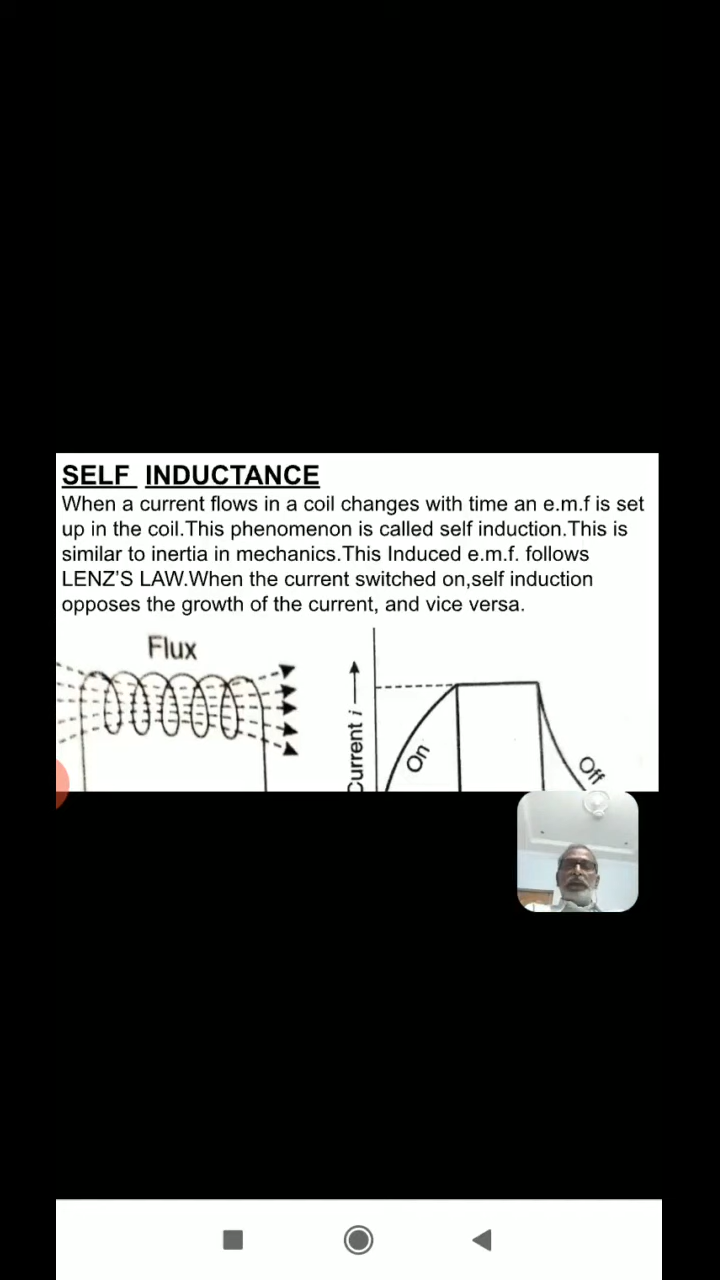 SELF INDUCTANCE
When a current flows in a coil changes with time an e.m.f is set
up in the coil.This phenomenon is called self induction.This is
similar to inertia in mechanics.This Induced e.m.f. follows
LENZ'S LAW.When the current switched on,self induction
opposes the growth of the current, and vice versa.
Flux
Current i
On
Off